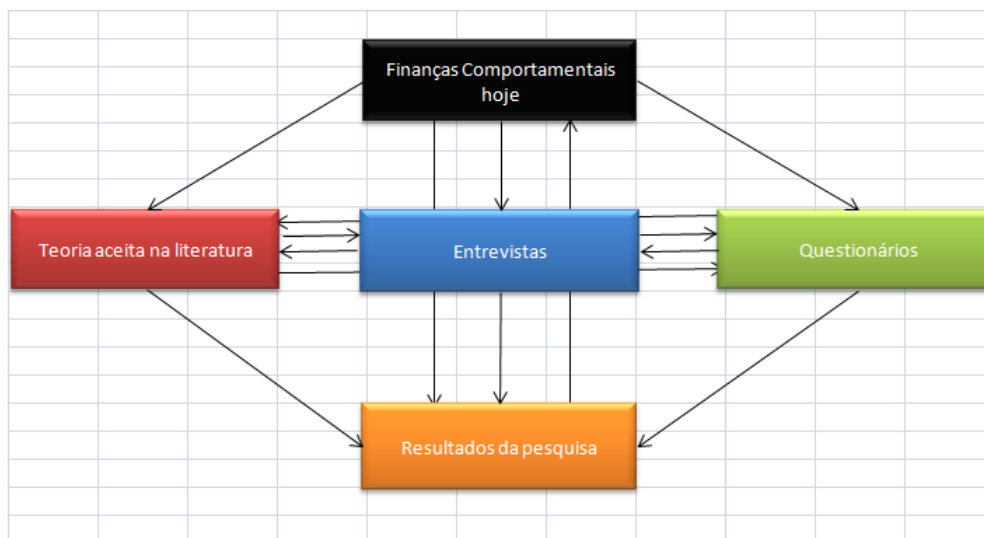 Finanças Comportamentais
hoje
Teoria aceita na literatura
Entrevistas
Questionários
Resultados da pesquisa